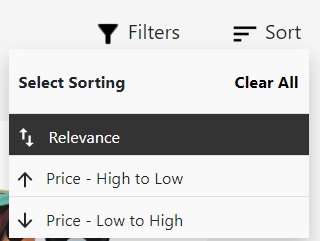 Filters Sort
Select Sorting Clear All
Relevance
Price - High to Low
Price - Low to High